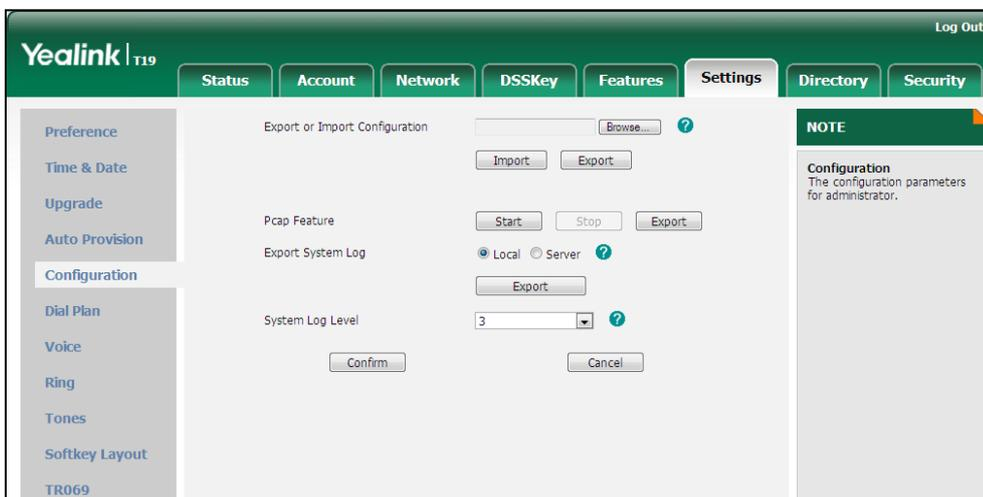 Log Out
Yealink T19
Status Account Network DSSKey Features Settings Directory Security
Preference
Time & Date
Upgrade
Auto Provision
Configuration
Dial Plan
Voice
Ring
Tones
Softkey Layout
TR069
Export or Import Configuration Browse... ?
Import Export
Pcap Feature Start Stop Export
Export System Log Local Server ?
Export
System Log Level 3 ?
Confirm Cancel
NOTE
Configuration
The configuration parameters
for administrator.